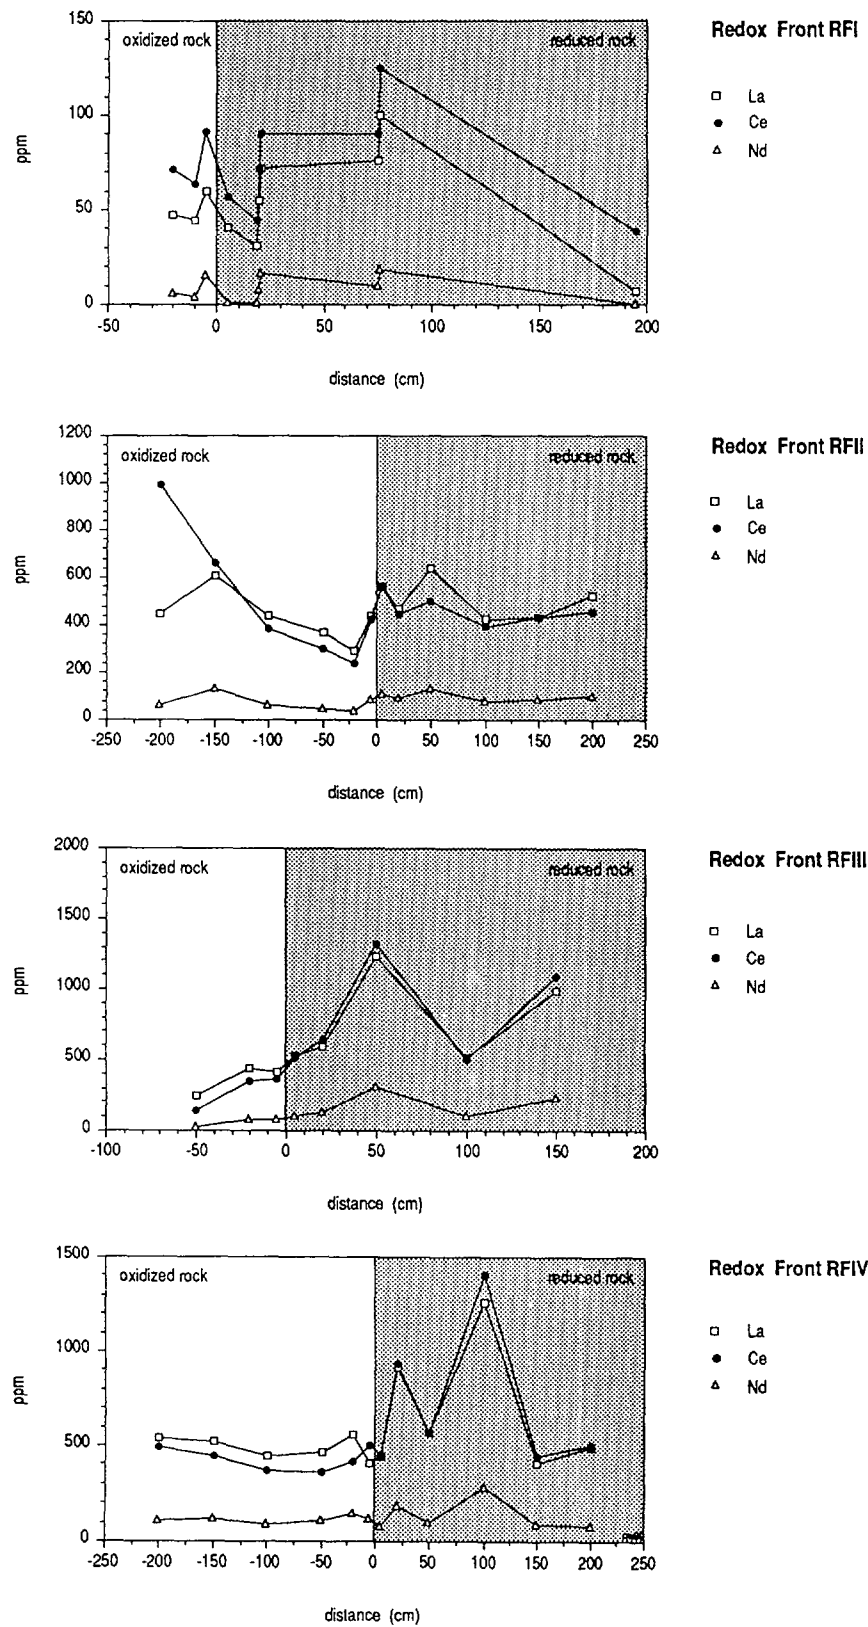 Redox Front RFI
oxidized rock
reduced rock
La
Ce
Nd
ppm
150
100
50
0
-50 0 50 100 150 200
distance (cm)
Redox Front RFII
oxidized rock
reduced rock
La
Ce
Nd
ppm
1200
1000
800
600
400
200
0
-250 -200 -150 -100 -50 0 50 100 150 200 250
distance (cm)
Redox Front RFIII
oxidized rock
reduced rock
La
Ce
Nd
ppm
2000
1500
1000
500
0
-100 -50 0 50 100 150 200
distance (cm)
Redox Front RFIV
oxidized rock
reduced rock
La
Ce
Nd
ppm
1500
1000
500
0
-250 -200 -150 -100 -50 0 50 100 150 200 250
distance (cm)